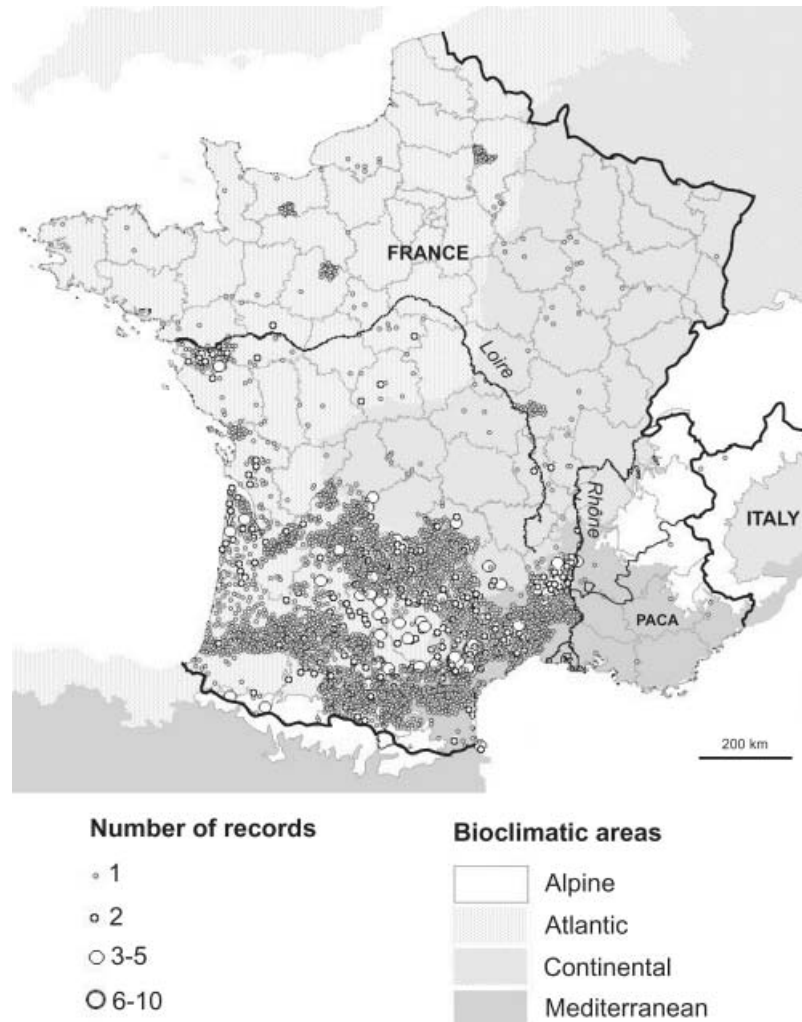 FRANCE
Loire
Rhône
ITALY
PACA
200 km
Number of records
1
2
3-5
6-10
Bioclimatic areas
Alpine
Atlantic
Continental
Mediterranean